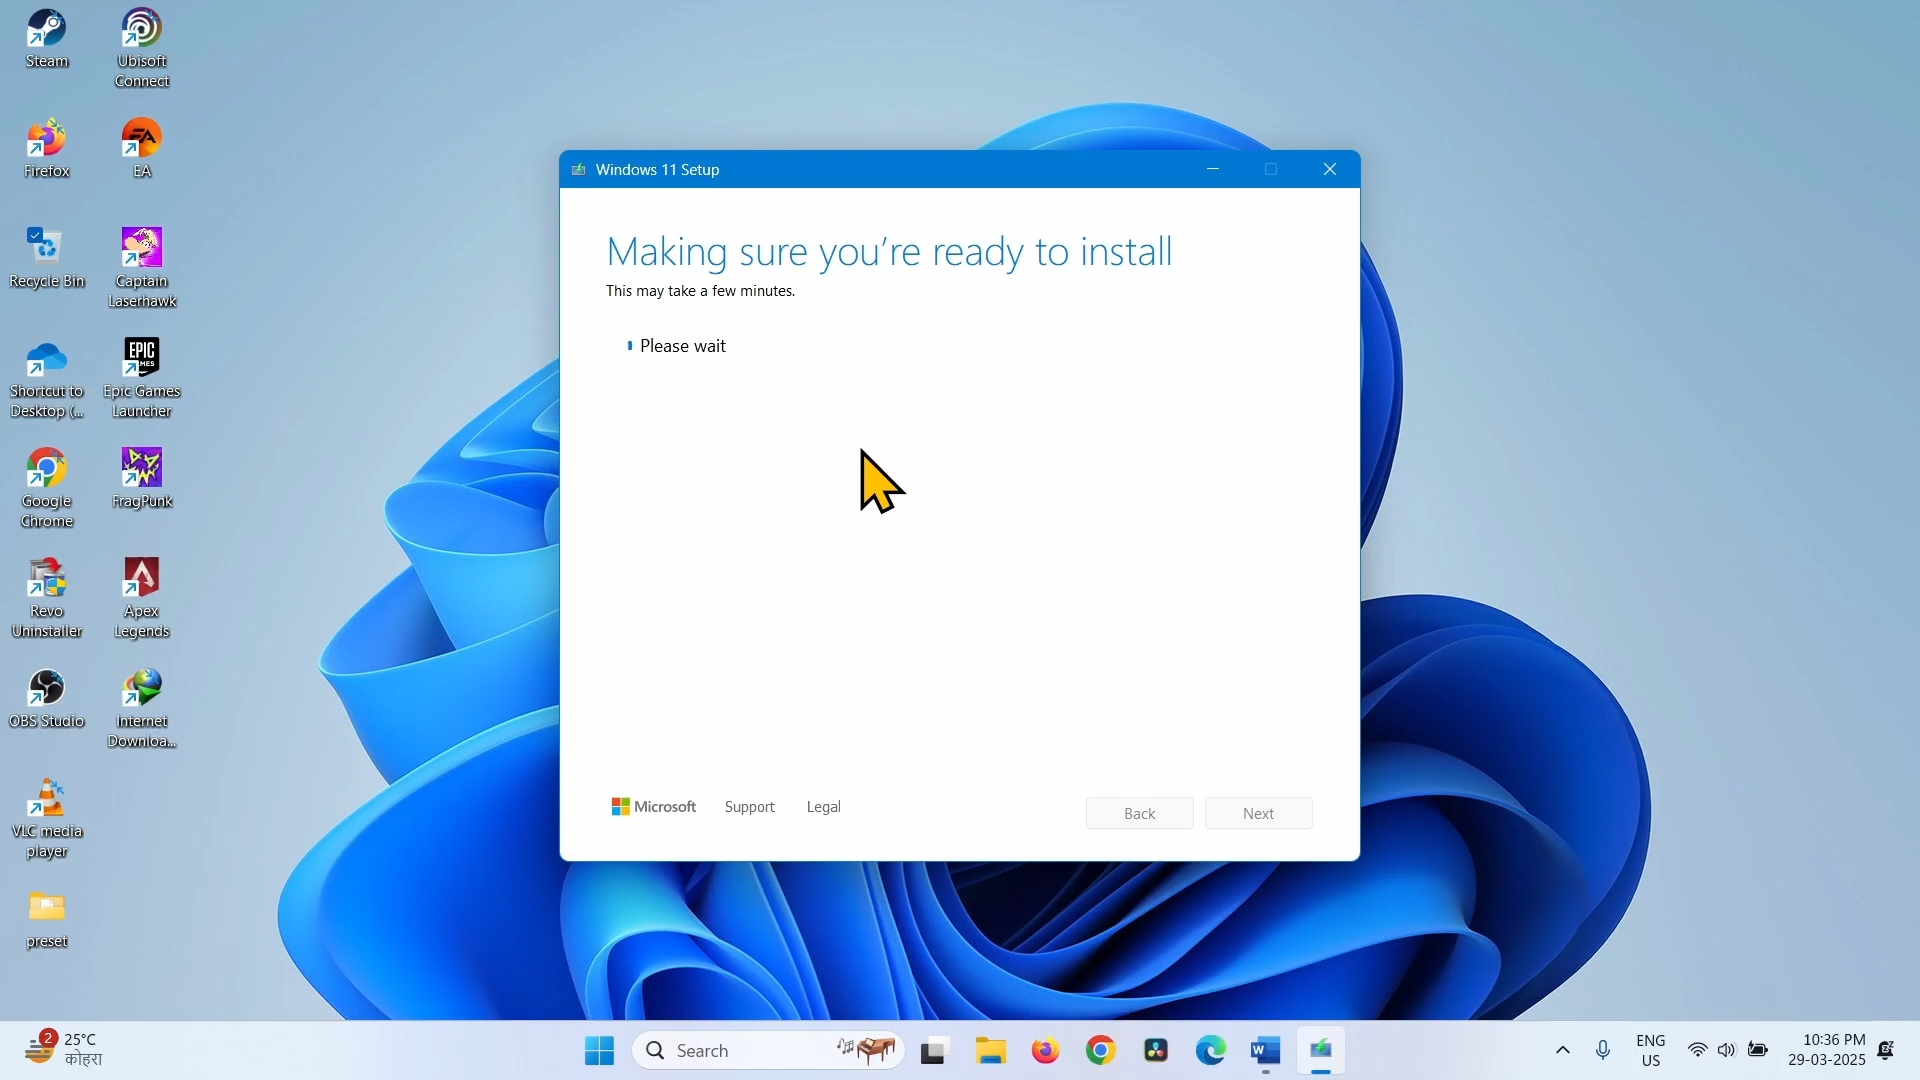 Steam
Ubisoft
Connect
Firefox
EA
EA
Recycle Bin
Captain
Laserhawk
Shortcut to
Desktop (...
EPIC
GAMES
Epic Games
Launcher
Google
Chrome
FragPunk
Revo
Uninstaller
Apex
Legends
OBS Studio
Internet
Downloa...
VLC media
player
preset
Windows 11 Setup
Making sure you’re ready to install
This may take a few minutes.
Please wait
Microsoft
Support
Legal
Back
Next
2
25°C
कोहरा
Search
W
ENG
US
10:36 PM
29-03-2025